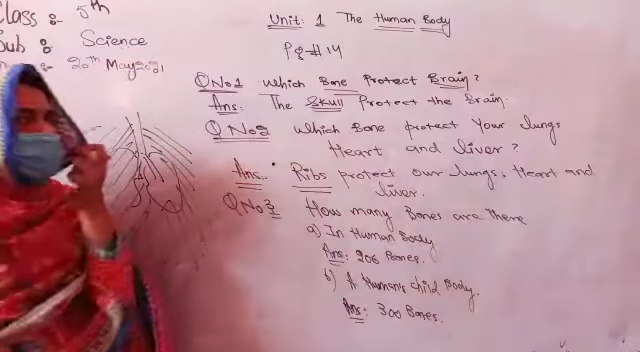 Class :- 5th
Sub :- Science
:- 20th May 2021
Unit: 1 The Human Body
Pg # 14
Q No1 Which Bone Protect Brain?
Ans: The Skull Protect the Brain.
Q No2 Which Bone protect Your lungs
Heart and liver?
Ans:. Ribs protect our lungs, Heart and
liver.
Q No3 How many Bones are there
a) In Human Body
Ans: 206 Bones.
b) A Human's child Body.
Ans: 300 Bones.